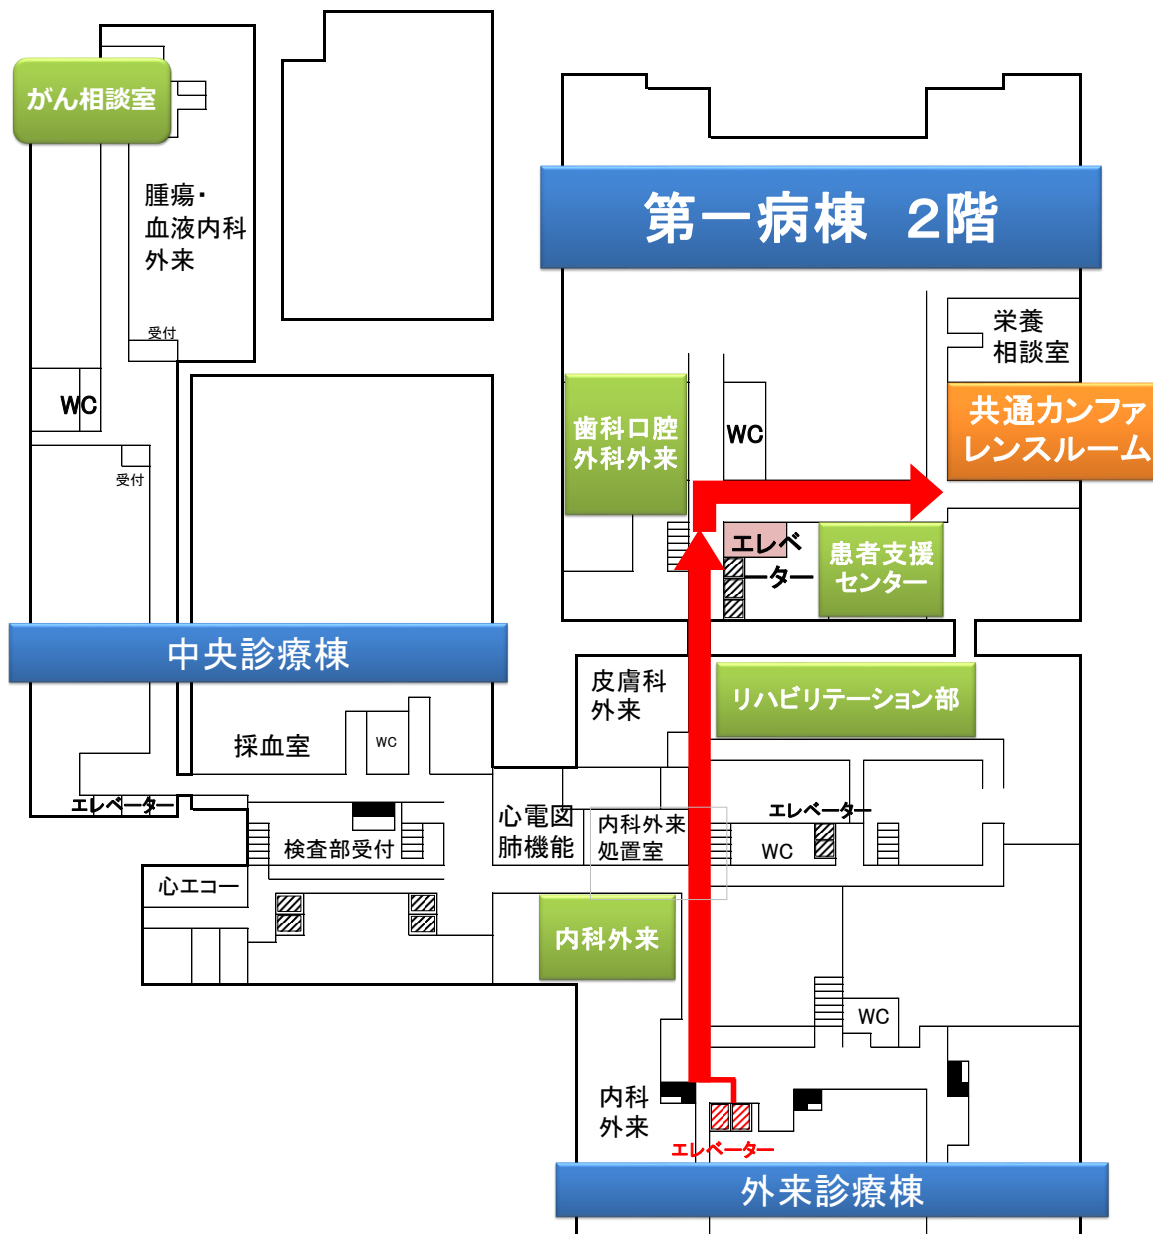 がん相談室
腫瘍・
血液内科
外来
受付
WC
受付
第一病棟　２階
栄養
相談室
共通カンファ
レンスルーム
歯科口腔
外科外来
WC
エレベ
ーター
患者支援
センター
中央診療棟
皮膚科
外来
リハビリテーション部
採血室
WC
エレベーター
検査部受付
心電図
肺機能
内科外来
処置室
エレベーター
WC
心エコー
内科外来
WC
内科
外来
エレベーター
外来診療棟